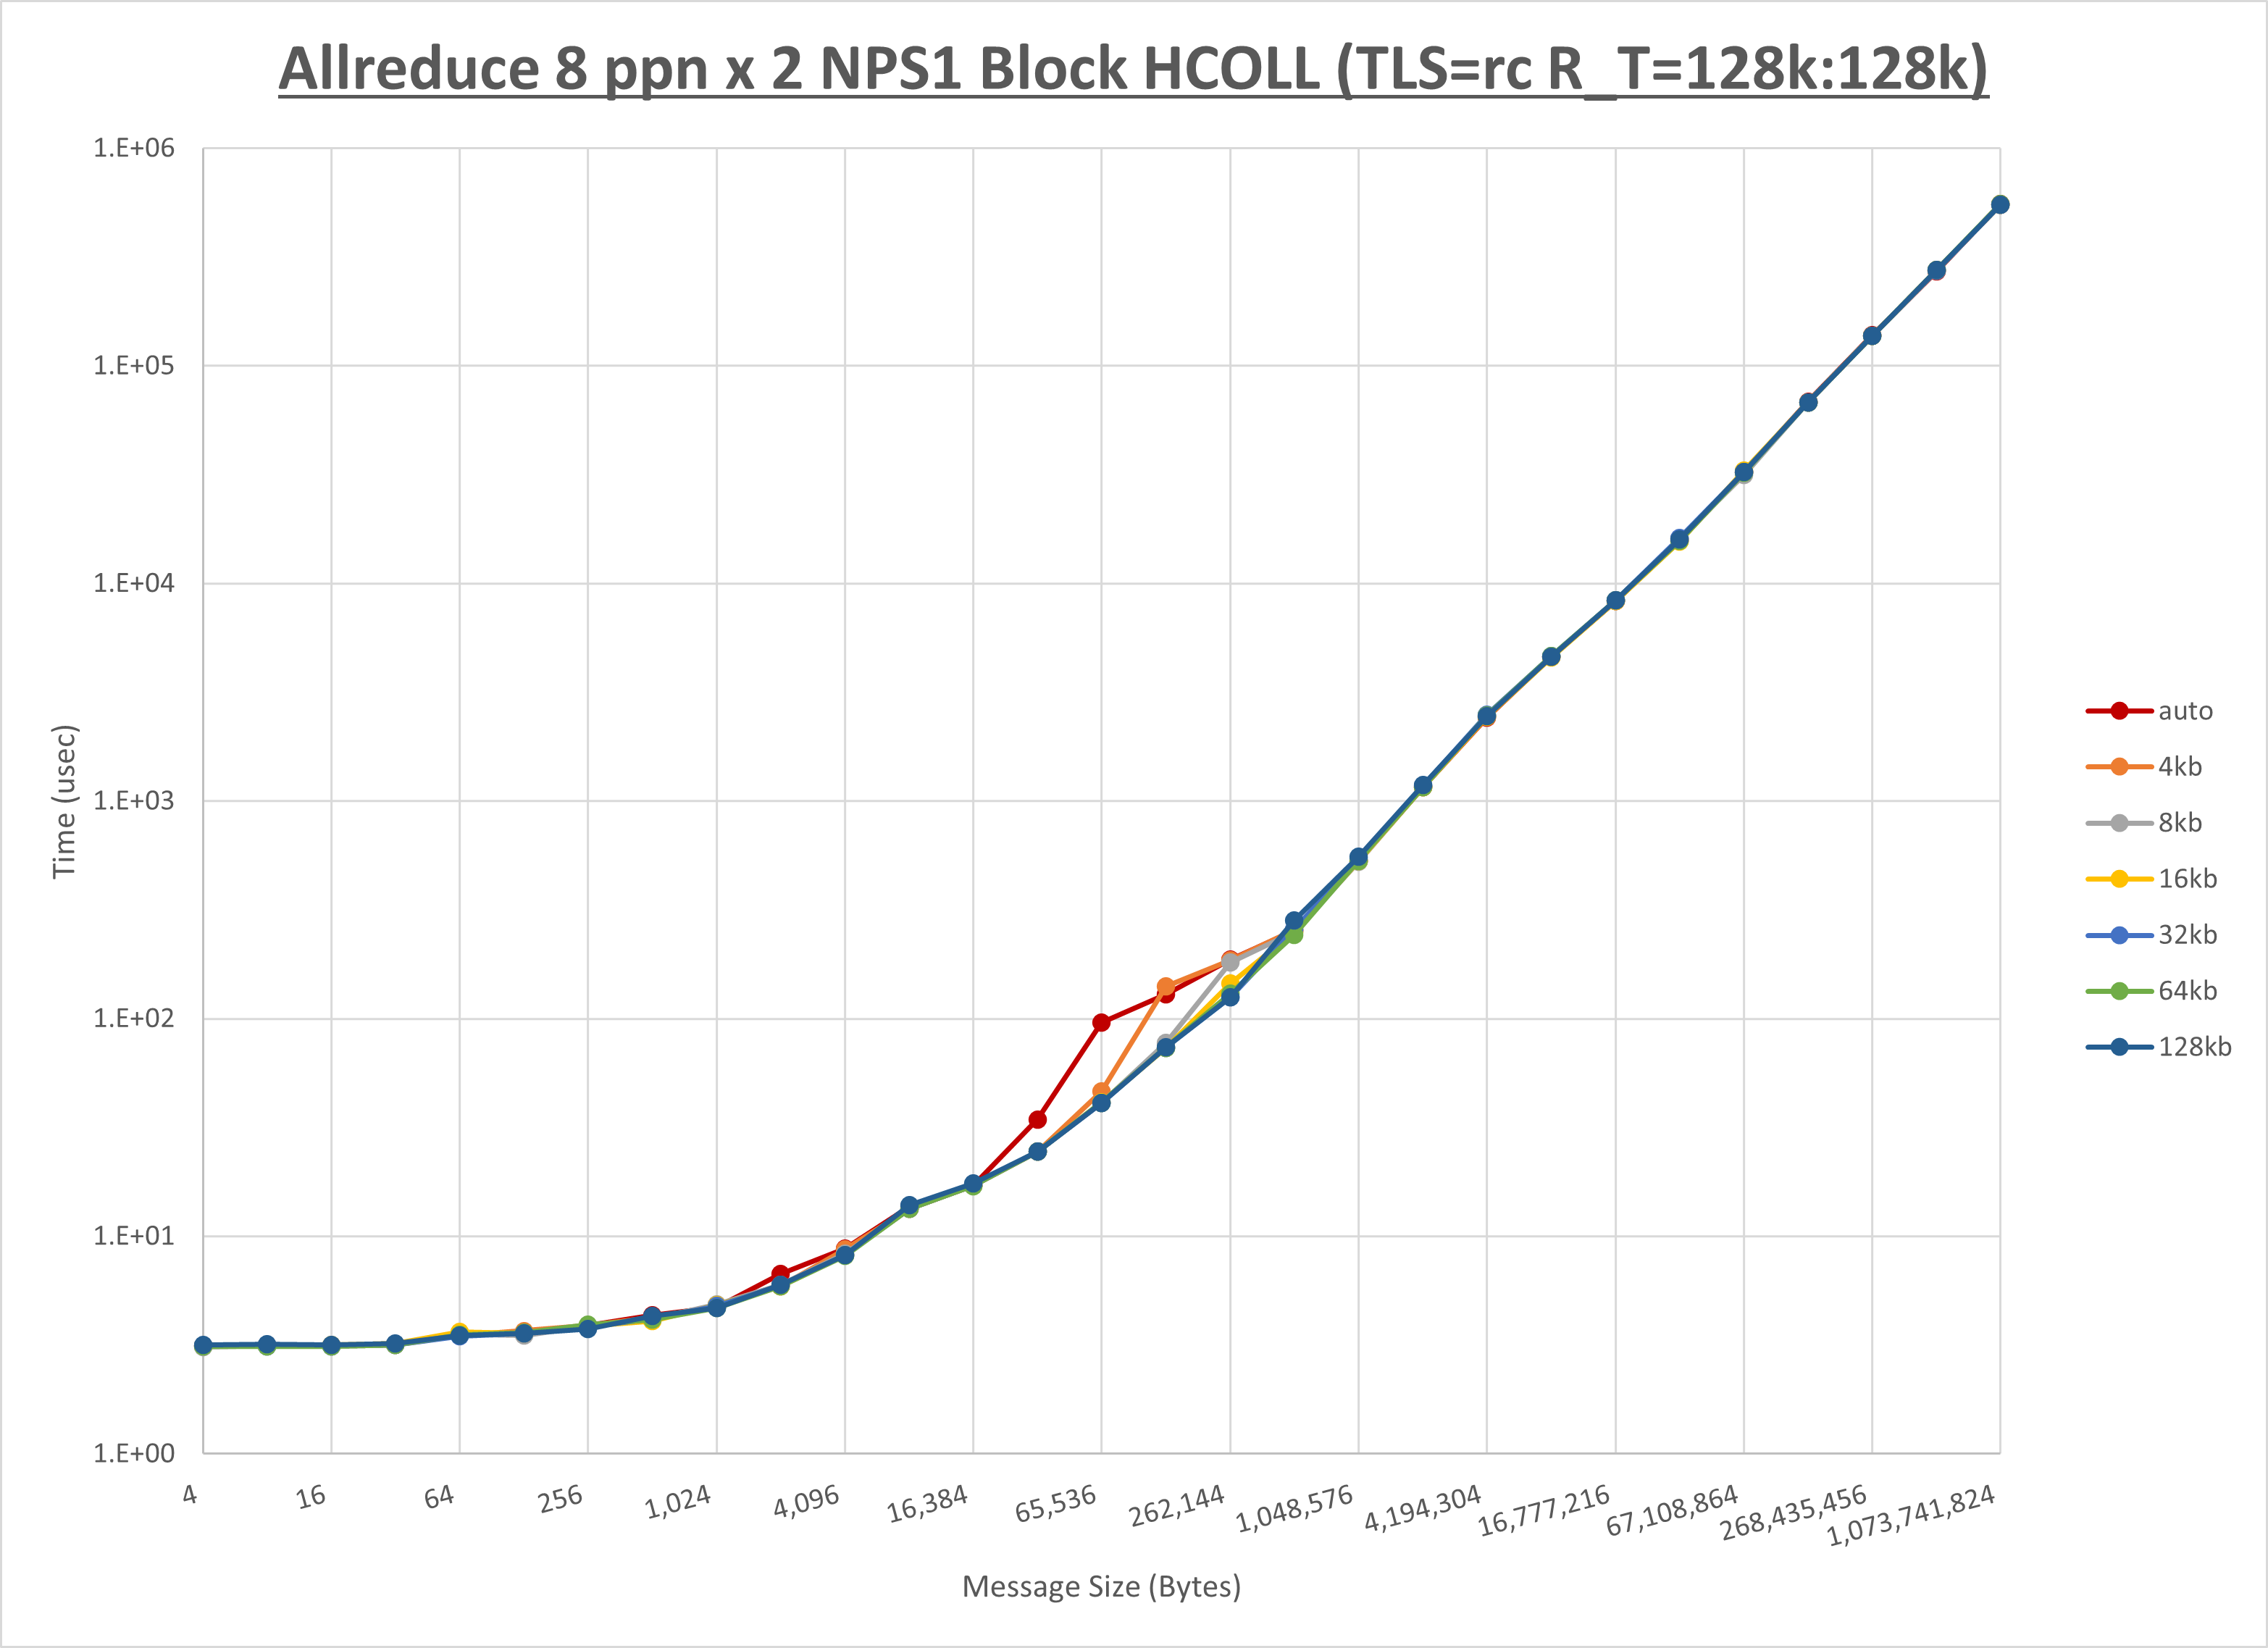 Allreduce 8 ppn x 2 NPS1 Block HCOLL (TLS=rc R__T=128k:128k)
1.E+06
1.E+05
1.E+04
1.E+03
1.E+02
1.E+01
1.E+00
Time (usec)
4
16
64
256
1,024
4,096
16,384
65,536
262,144
1,048,576
4,194,304
16,777,216
67,108,864
268,435,456
1,073,741,824
Message Size (Bytes)
auto
4kb
8kb
16kb
32kb
64kb
128kb